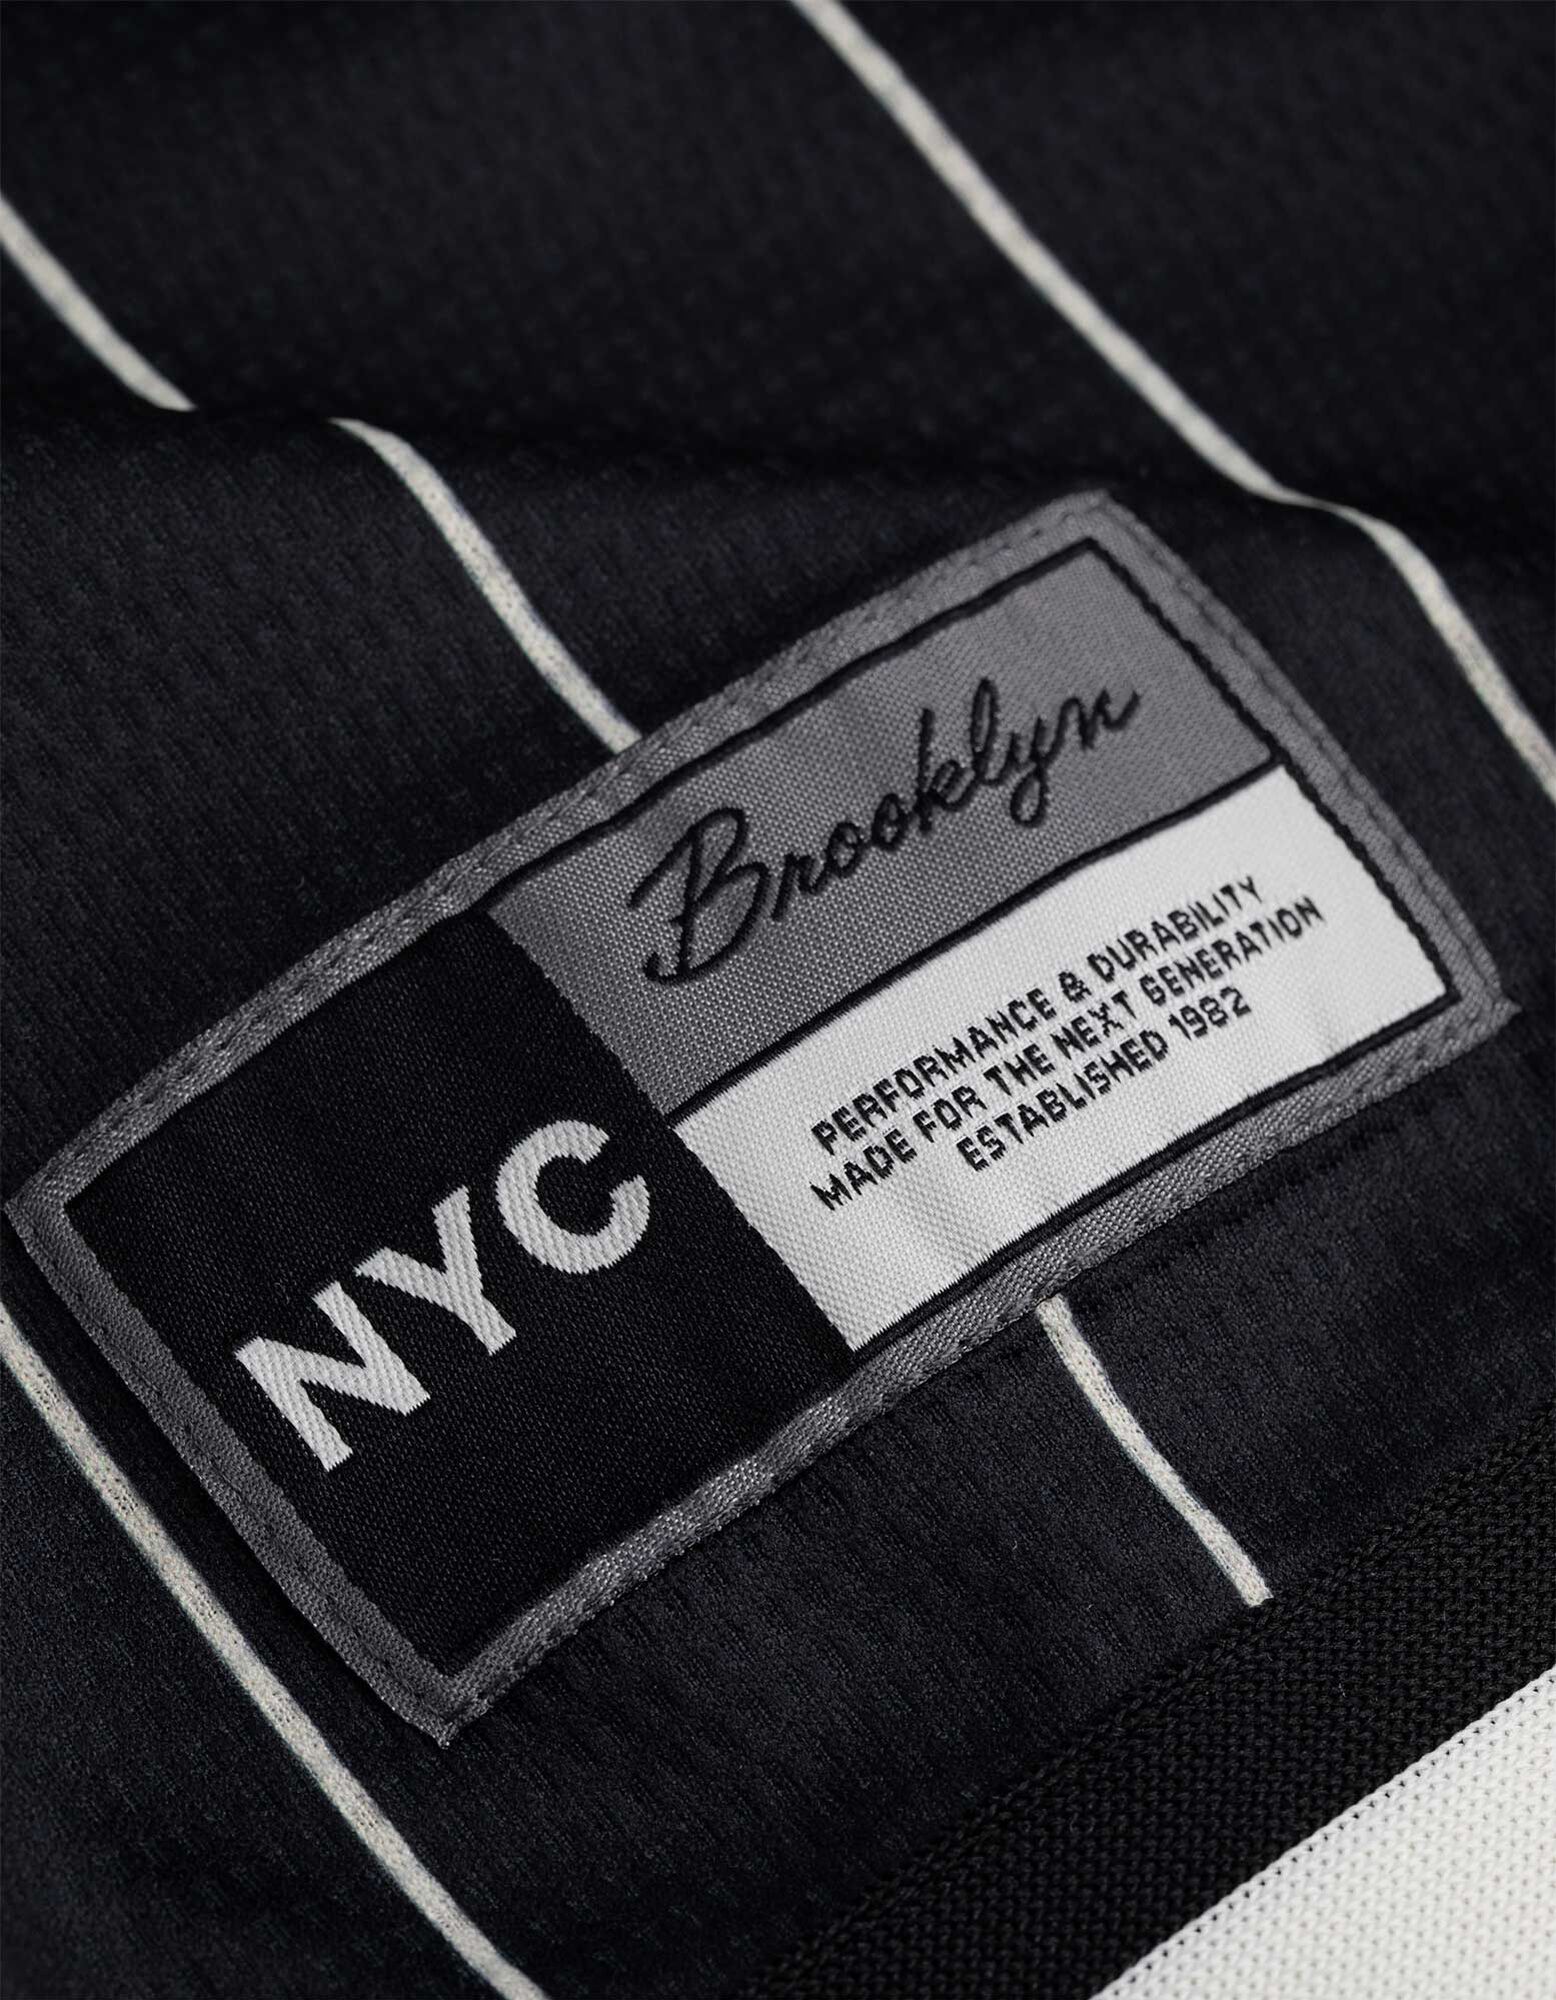 NYC
Brooklyn
PERFORMANCE & DURABILITY
MADE FOR THE NEXT GENERATION
ESTABLISHED 1982